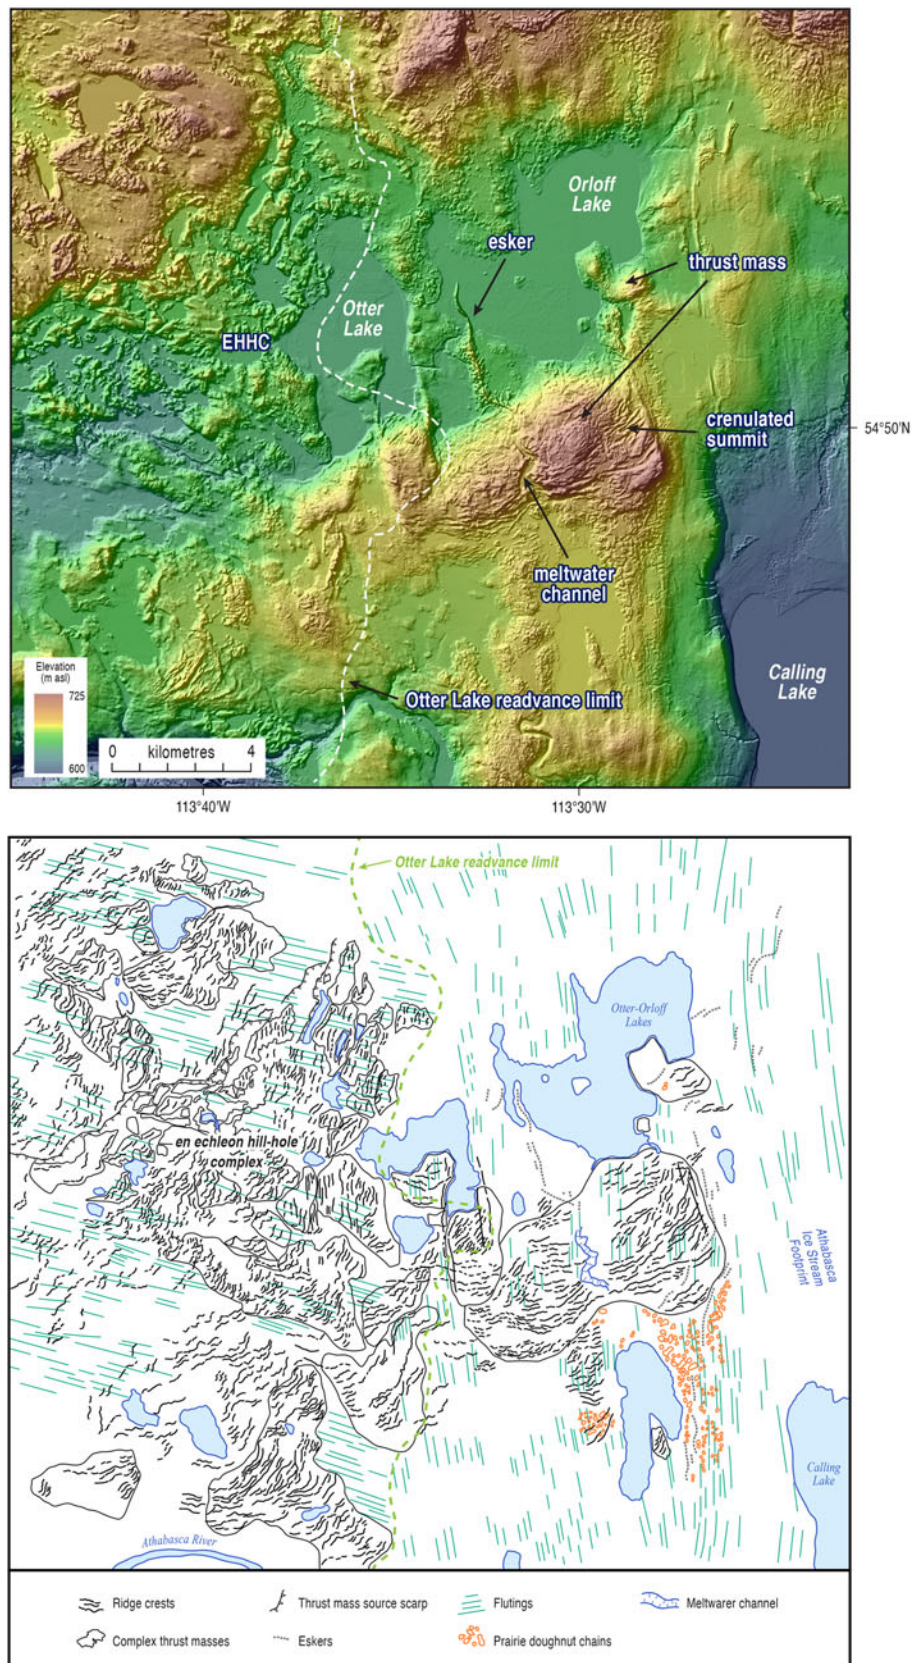 Orloff
Lake
esker
thrust mass
Otter
Lake
EHHC
crenulated
summit
54°50'N
meltwater
channel
Calling
Lake
Elevation
(m asl)
725
600
Otter Lake readvance limit
0 kilometres 4
113°40'W
113°30'W
Otter Lake readvance limit
Otter-Orloff
Lakes
en echleon hill-hole
complex
Athabasca
Ice Stream
Footprint
Calling
Lake
Athabasca River
Ridge crests
Thrust mass source scarp
Flutings
Meltwarer channel
Complex thrust masses
Eskers
Prairie doughnut chains